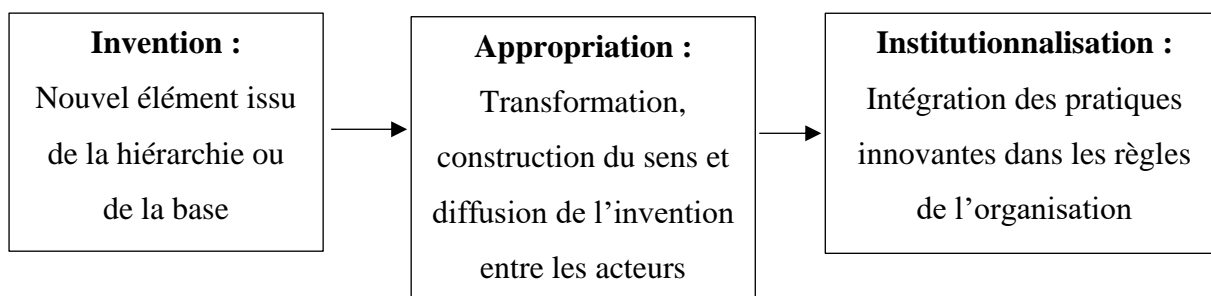 Invention :
Nouvel élément issu
de la hiérarchie ou
de la base
Appropriation :
Transformation,
construction du sens et
diffusion de l’invention
entre les acteurs
Institutionnalisation :
Intégration des pratiques
innovantes dans les règles
de l’organisation